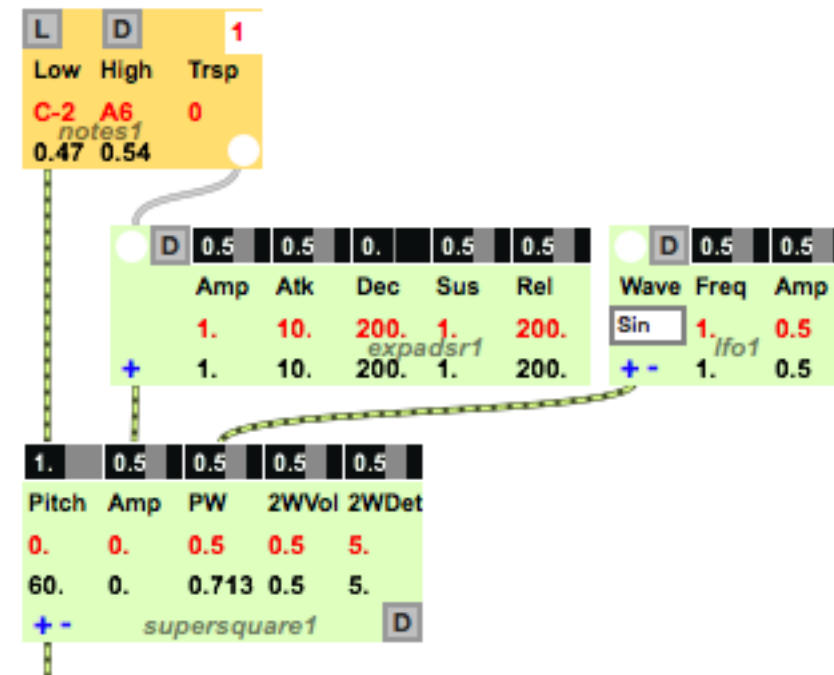 L D 1
Low High Trsp
C-2 A6 0
notes1
0.47 0.54
D 0.5 0.5 0. 0.5 0.5
Amp Atk Dec Sus Rel
1. 10. 200. 1. 200.
expadsr1
+ 1. 10. 200. 1. 200.
D 0.5 0.5
Wave Freq Amp
Sin 1. 0.5
lfo1
+ - 1. 0.5
1. 0.5 0.5 0.5 0.5
Pitch Amp PW 2WVol 2WDet
0. 0. 0.5 0.5 5.
60. 0. 0.713 0.5 5.
+ - supersquare1 D